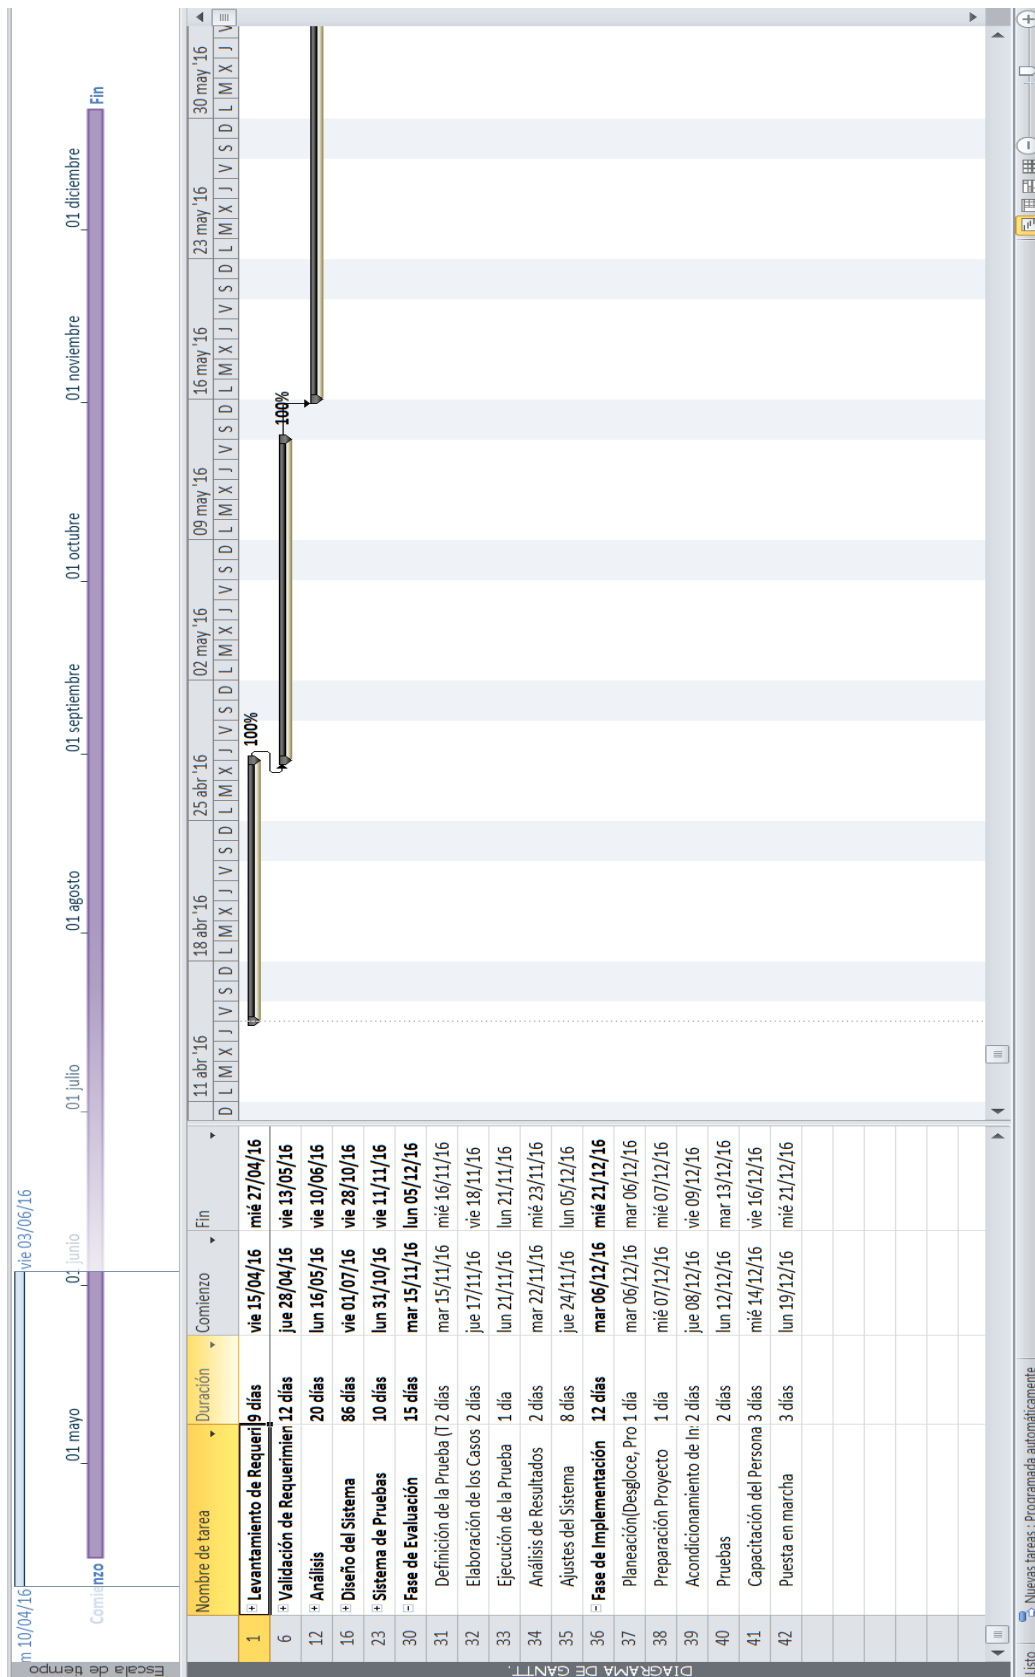 Escala de tiempo
m 10/04/16
vie 03/06/16
Comienzo
01 mayo
01 junio
01 julio
01 agosto
01 septiembre
01 octubre
01 noviembre
01 diciembre
Fin
DIAGRAMA DE GANTT.
Nombre de tarea Duración Comienzo Fin
11 abr '16 18 abr '16 25 abr '16 02 may '16 09 may '16 16 may '16 23 may '16 30 may '16
D L M X J V S D L M X J V S D L M X J V S D L M X J V S D L M X J V S D L M X J V S D L M X J V S D L M X J V
1 Levantamiento de Requeri 9 días vie 15/04/16 mié 27/04/16
6 Validación de Requerimien 12 días jue 28/04/16 vie 13/05/16
12 Análisis 20 días lun 16/05/16 vie 10/06/16
16 Diseño del Sistema 86 días vie 01/07/16 vie 28/10/16
23 Sistema de Pruebas 10 días lun 31/10/16 vie 11/11/16
30 Fase de Evaluación 15 días mar 15/11/16 lun 05/12/16
31 Definición de la Prueba (T 2 días mar 15/11/16 mié 16/11/16
32 Elaboración de los Casos 2 días jue 17/11/16 vie 18/11/16
33 Ejecución de la Prueba 1 día lun 21/11/16 lun 21/11/16
34 Análisis de Resultados 2 días mar 22/11/16 mié 23/11/16
35 Ajustes del Sistema 8 días jue 24/11/16 lun 05/12/16
36 Fase de Implementación 12 días mar 06/12/16 mié 21/12/16
37 Planeación(Desgloce, Pro 1 día mar 06/12/16 mar 06/12/16
38 Preparación Proyecto 1 día mié 07/12/16 mié 07/12/16
39 Acondicionamiento de In: 2 días jue 08/12/16 vie 09/12/16
40 Pruebas 2 días lun 12/12/16 mar 13/12/16
41 Capacitación del Persona 3 días mié 14/12/16 vie 16/12/16
42 Puesta en marcha 3 días lun 19/12/16 mié 21/12/16
100%
100%
Listo Nuevas tareas : Programada automáticamente